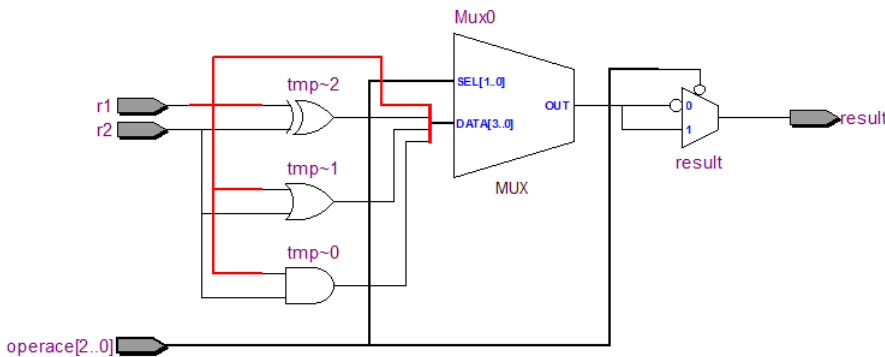 Mux0
tmp~2
SEL[1..0]
r1
OUT
0
r2
DATA[3..0]
result
1
tmp~1
result
MUX
tmp~0
operace[2..0]